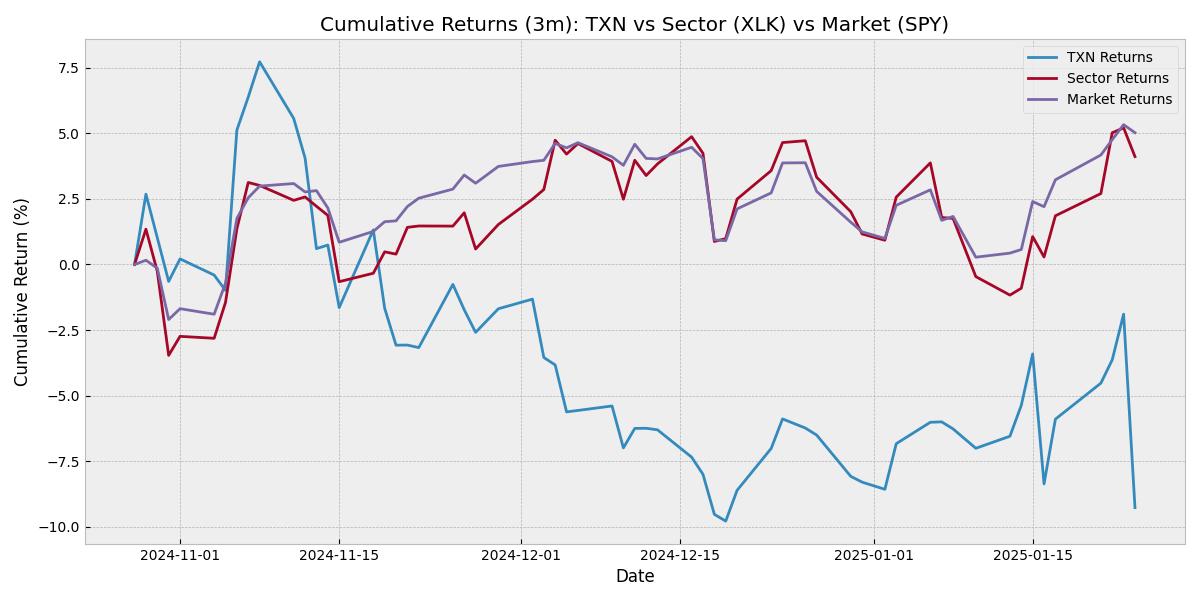 Cumulative Returns (3m): TXN vs Sector (XLK) vs Market (SPY)
TXN Returns
Sector Returns
Market Returns
Cumulative Return (%)
7.5
5.0
2.5
0.0
−2.5
−5.0
−7.5
−10.0
2024-11-01
2024-11-15
2024-12-01
2024-12-15
2025-01-01
2025-01-15
Date